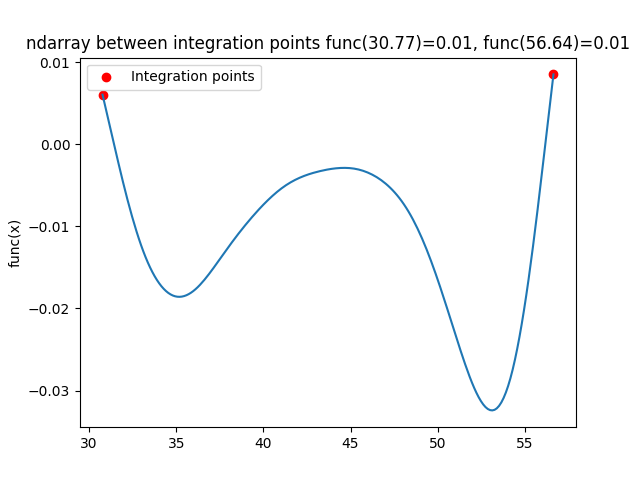 ndarray between integration points func(30.77)=0.01, func(56.64)=0.01
Integration points
func(x)
0.01
0.00
−0.01
−0.02
−0.03
30 35 40 45 50 55